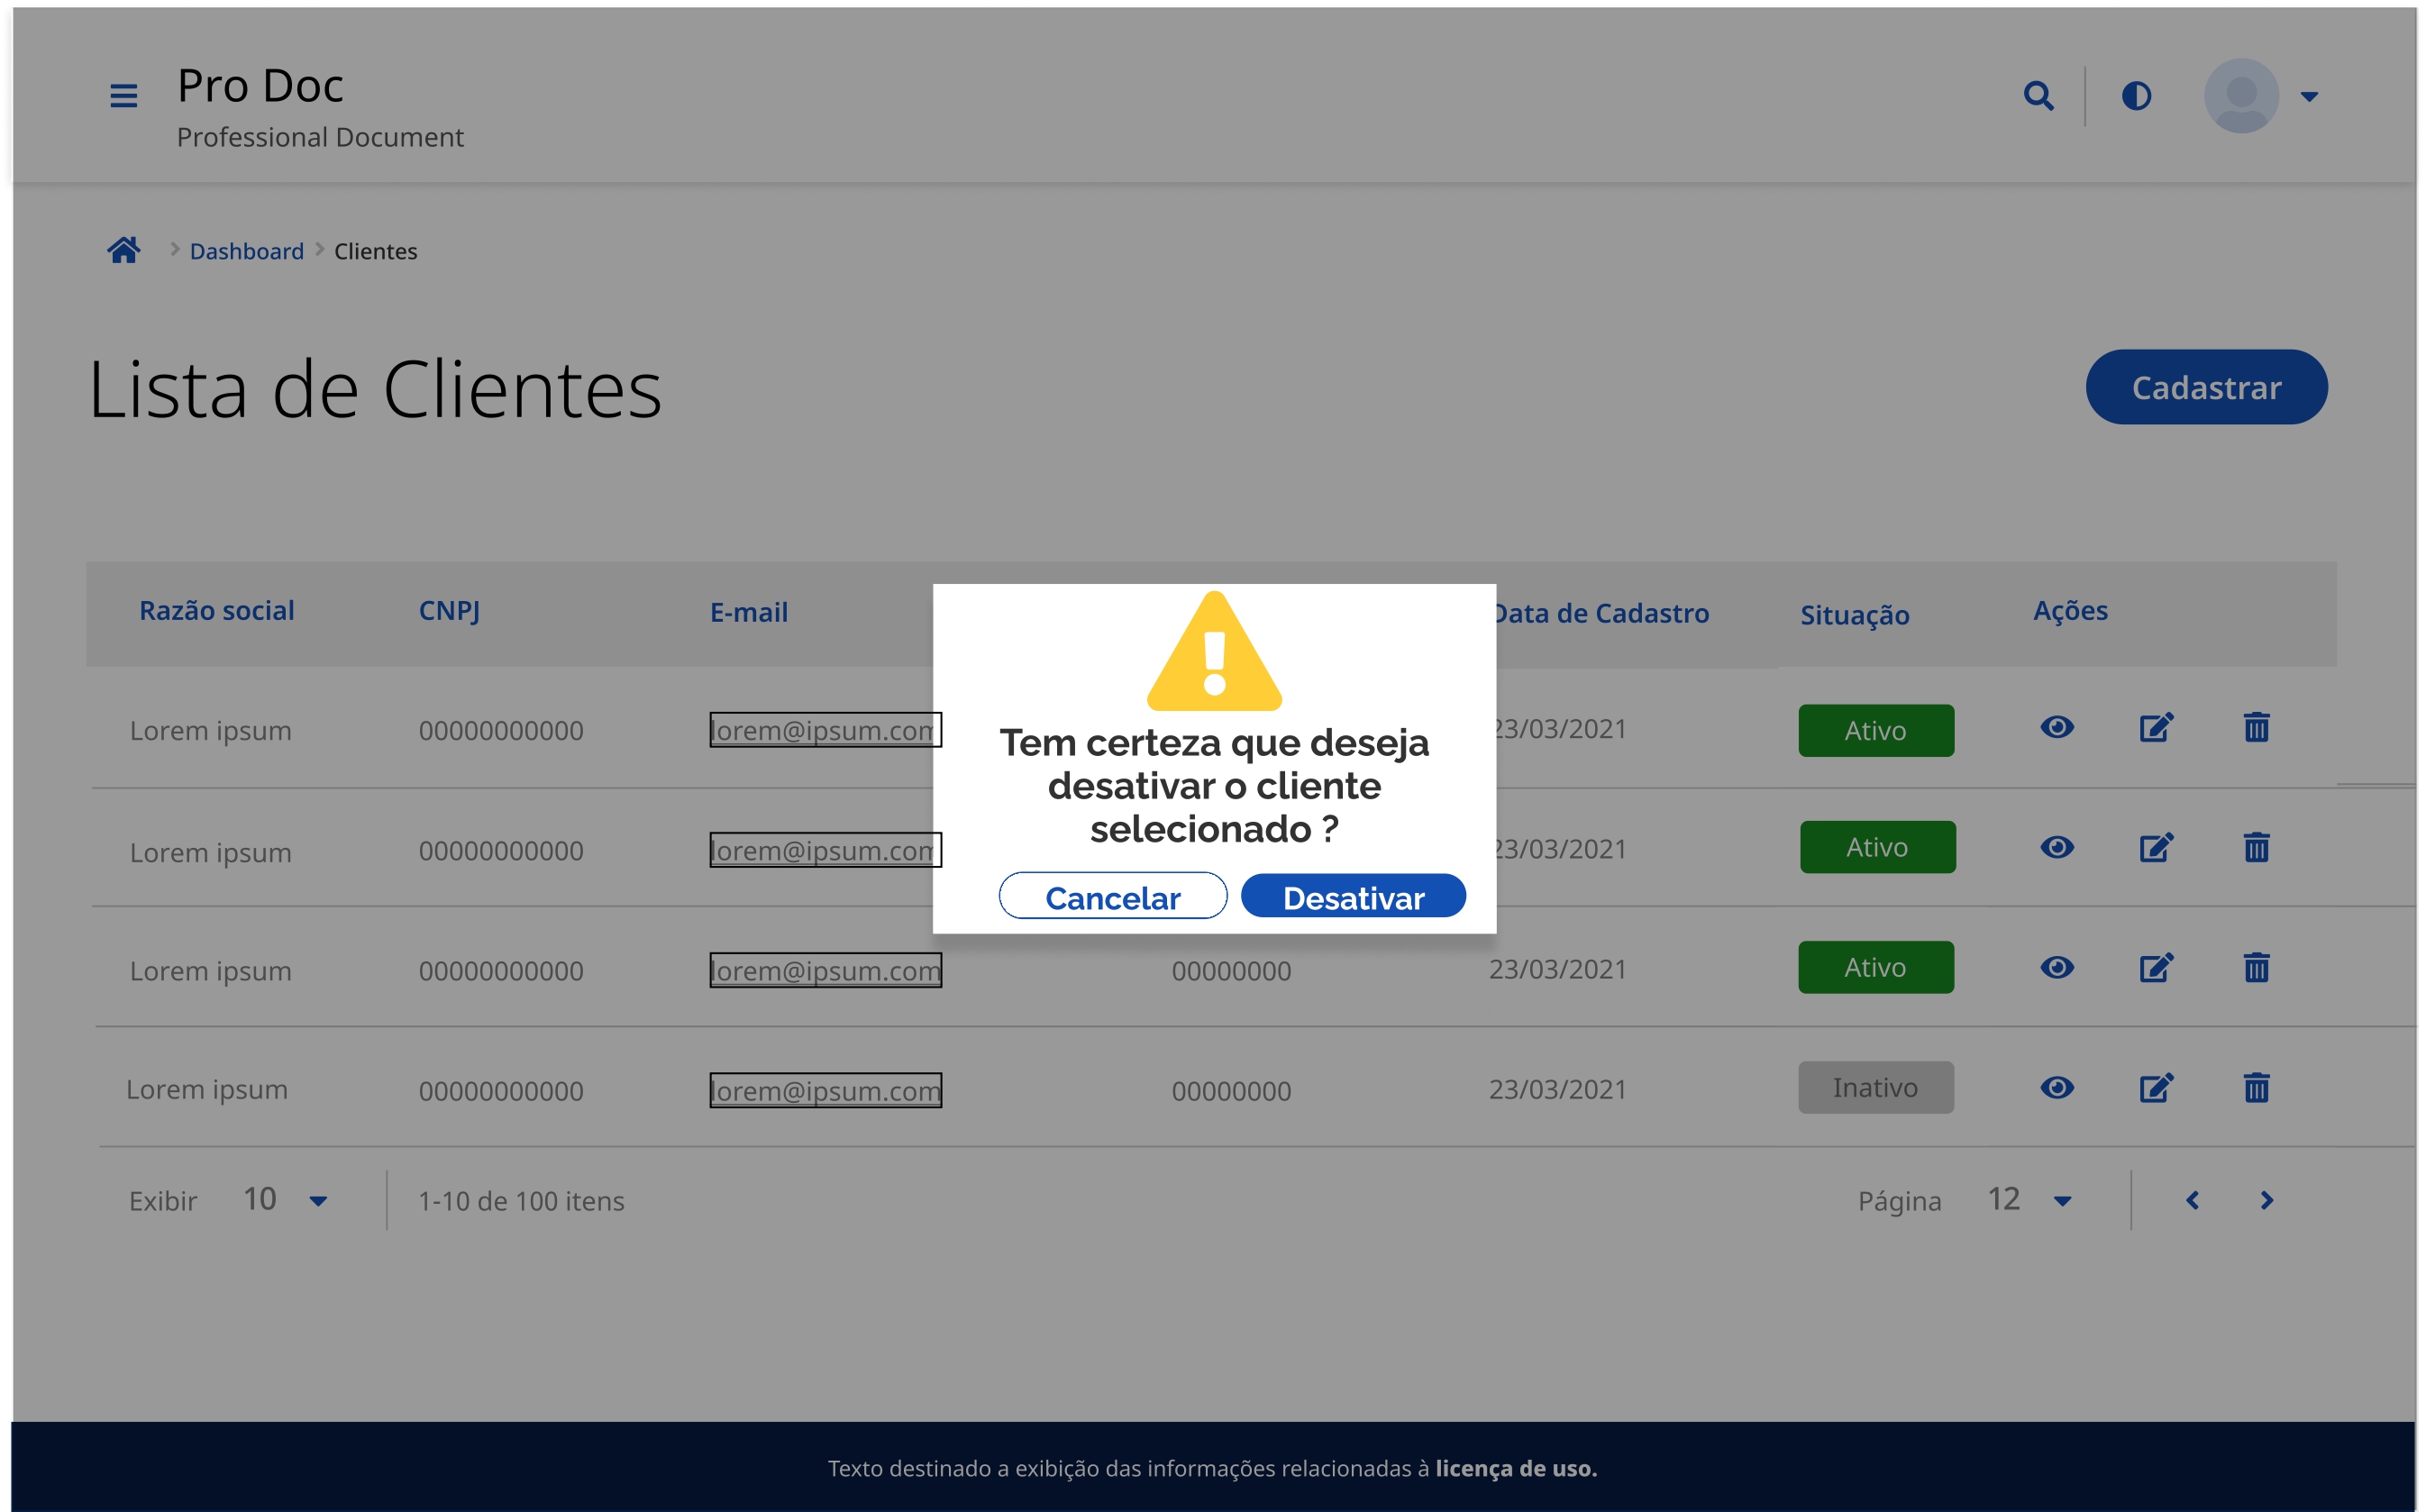 Pro Doc
Professional Document
Dashboard Clientes
Lista de Clientes
Cadastrar
Razão social CNPJ E-mail Data de Cadastro Situação Ações
Lorem ipsum 00000000000 lorem@ipsum.com 23/03/2021 Ativo
Lorem ipsum 00000000000 lorem@ipsum.com 23/03/2021 Ativo
Lorem ipsum 00000000000 lorem@ipsum.com 00000000 23/03/2021 Ativo
Lorem ipsum 00000000000 lorem@ipsum.com 00000000 23/03/2021 Inativo
Tem certeza que deseja
desativar o cliente
selecionado ?
Cancelar Desativar
Exibir 10 1-10 de 100 itens Página 12
Texto destinado a exibição das informações relacionadas à licença de uso.